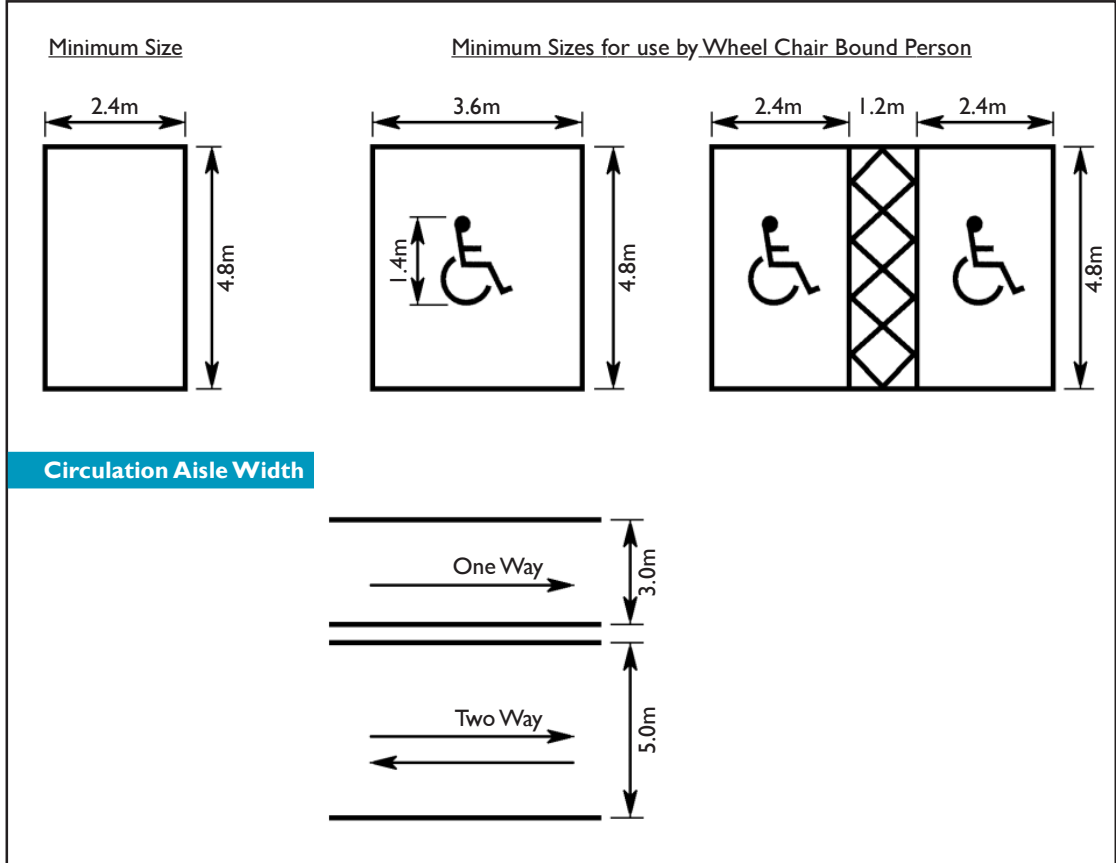 Minimum Size
Minimum Sizes for use by Wheel Chair Bound Person
2.4m
3.6m
2.4m 1.2m 2.4m
4.8m
1.4m
4.8m
4.8m
Circulation Aisle Width
One Way
3.0m
Two Way
5.0m